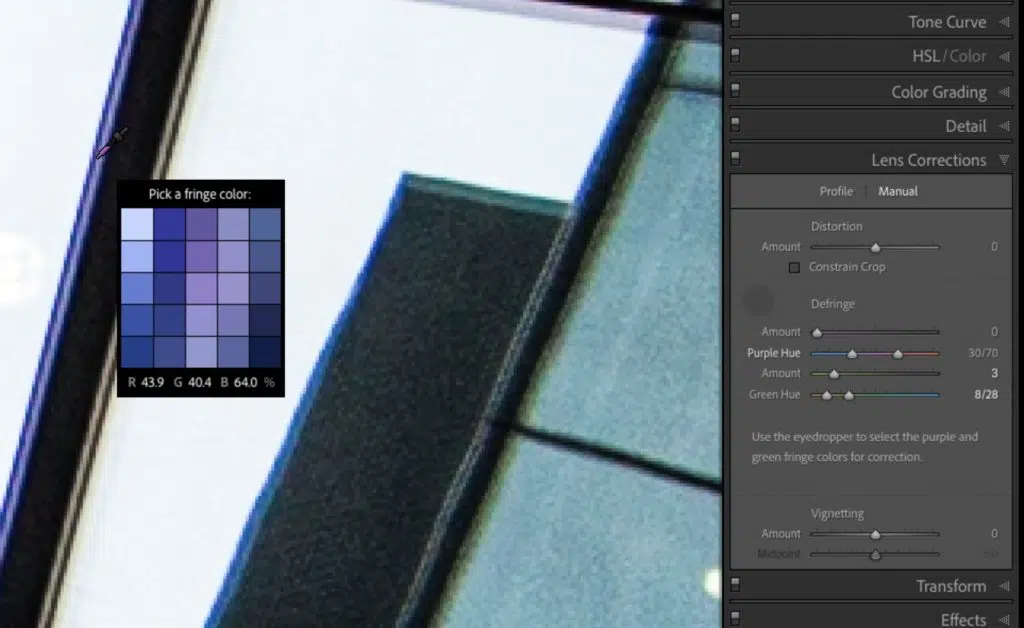 Tone Curve
HSL / Color
Color Grading
Detail
Lens Corrections
Profile | Manual
Distortion
Amount 0
Constrain Crop
Defringe
Amount 0
Purple Hue 30/70
Amount 3
Green Hue 8/28
Use the eyedropper to select the purple and
green fringe colors for correction.
Vignetting
Amount 0
Midpoint 50
Transform
Effects
Pick a fringe color:
R 43.9 G 40.4 B 64.0 %